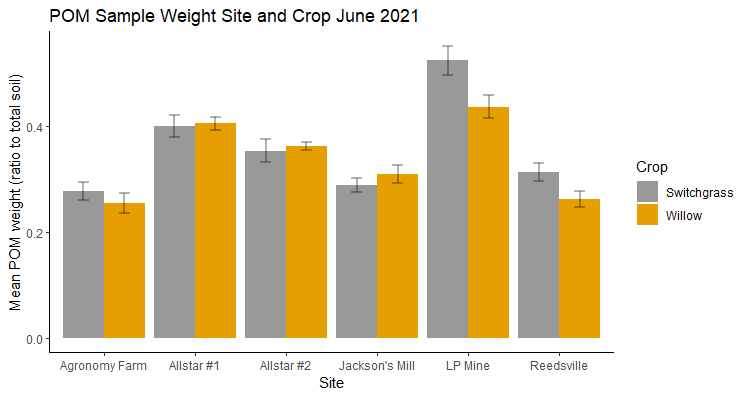 POM Sample Weight Site and Crop June 2021
Mean POM weight (ratio to total soil)
0.4
0.2
0.0
Agronomy Farm
Allstar #1
Allstar #2
Jackson's Mill
LP Mine
Reedsville
Site
Crop
Switchgrass
Willow